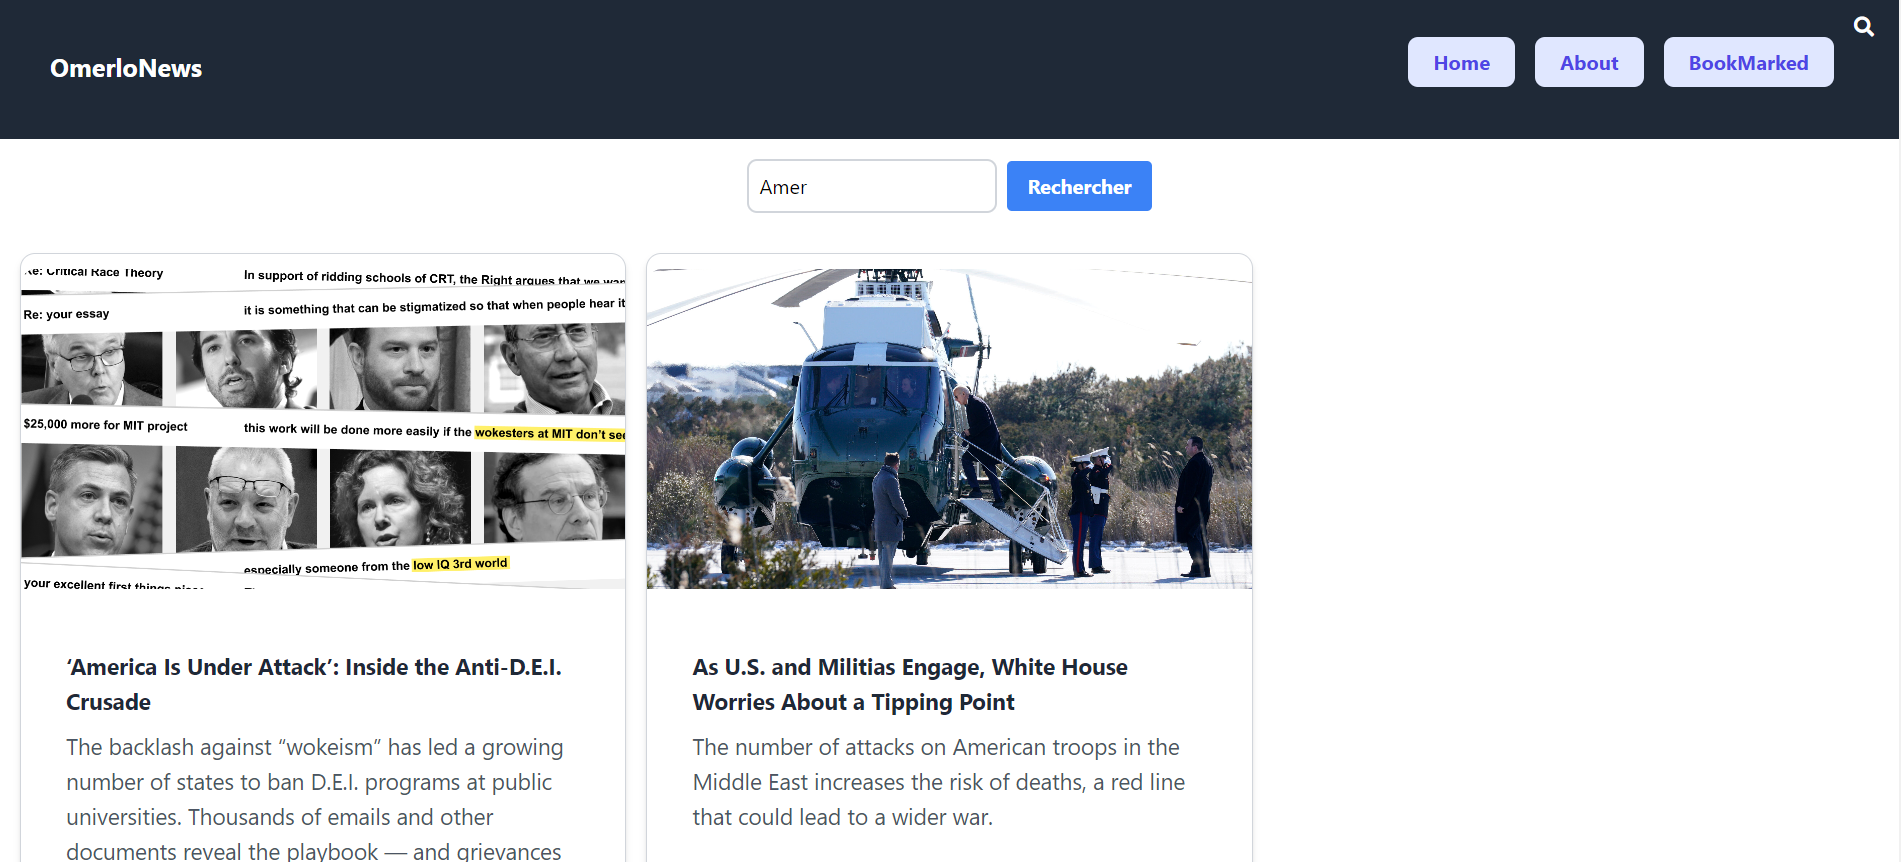 OmerloNews
Home
About
BookMarked
Amer
Rechercher
Re: Critical Race Theory
In support of ridding schools of CRT, the Right argues that we wan
Re: your essay
it is something that can be stigmatized so that when people hear it
$25,000 more for MIT project
this work will be done more easily if the wokesters at MIT don't see
especially someone from the low IQ 3rd world
your excellent first things
‘America Is Under Attack’: Inside the Anti-D.E.I.
Crusade
The backlash against “wokeism” has led a growing
number of states to ban D.E.I. programs at public
universities. Thousands of emails and other
documents reveal the playbook — and grievances
As U.S. and Militias Engage, White House
Worries About a Tipping Point
The number of attacks on American troops in the
Middle East increases the risk of deaths, a red line
that could lead to a wider war.